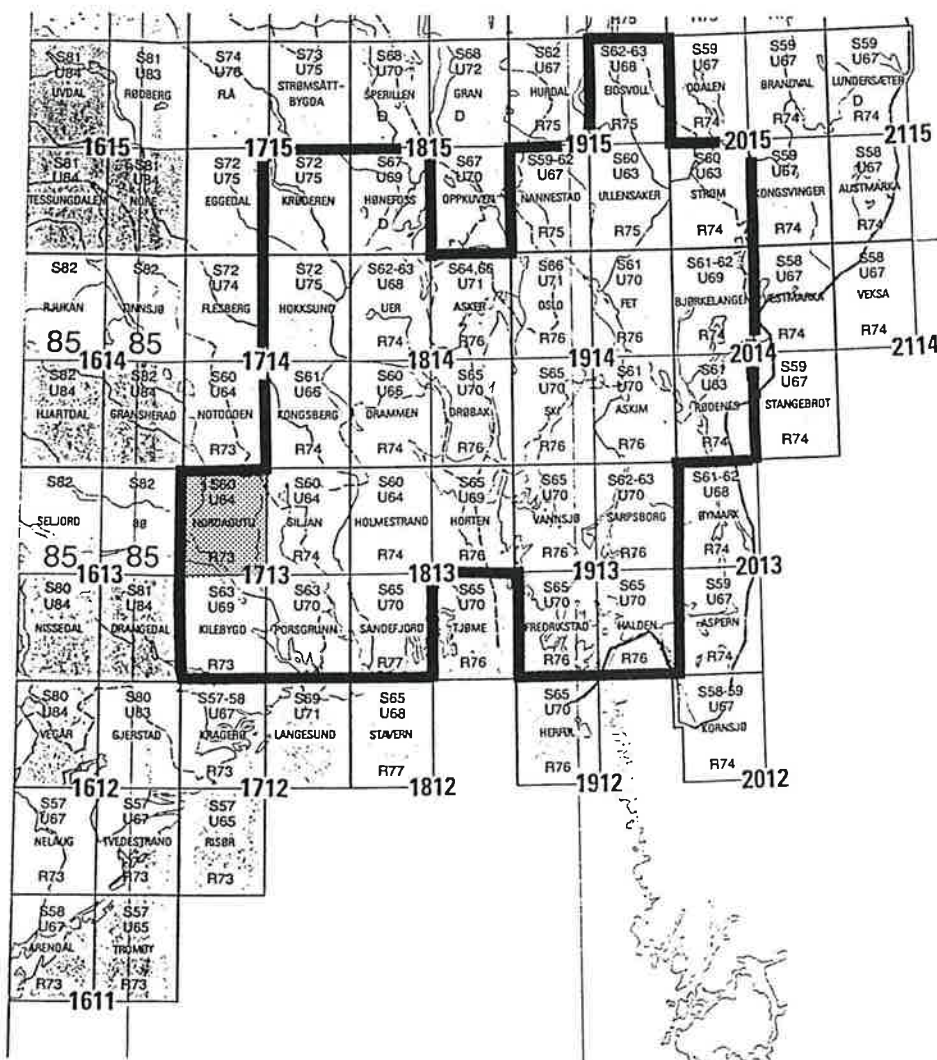 S81 S81 S74 S73 S68 S68 S62 S62-63 S59 S59 S59
U84 U83 U76 U75 U70 U72 U67 U68 U67 U67 U67
UVDAL RØDBERG FLÅ STRØMSÅTT-BYGDA SPERILLEN GRAN HURDAL EIDSVOLL ODALEN BRANDVAL LUNDERSÆTER
D D D
R75 R75 R74 R74 R74
1615 1715 1815 1915 2015 2115
S81 S81 S72 S72 S67 S67 S59-62 S60 S60 S59 S58
U84 U84 U75 U75 U69 U70 U67 U63 U63 U67 U67
TESSUNGDALEN NORE EGGEDAL KRØDEREN HØNEFOSS OPPKUVEN NANNESTAD ULLENSAKER STRØM KONGSVINGER AUSTMARKA
D
R75 R75 R74 R74 R74
S82 S82 S72 S72 S62-63 S64,66 S66 S61 S61-62 S58 S58
U74 U75 U68 U71 U71 U70 U69 U67 U67
RJUKAN TINNSJØ FLESBERG HOKKSUND LIER ASKER OSLO FET BJØRKELANGEN VESTMARKA VEKSA
85 85 R74 R76 R76 R76 R74 R74 R74
1614 1714 1814 1914 2014 2114
S82 S82 S60 S61 S60 S65 S65 S61 S61 S59
U84 U84 U64 U66 U66 U70 U70 U70 U63 U67
HJARTDAL GRANSHERAD NOTODDEN KONGSBERG DRAMMEN DRØBAK SKI ASKIM RØDENES STANGEBROT
R73 R74 R74 R76 R76 R76 R74 R74
S82 S82 S60 S60 S60 S65 S65 S62-63 S61-62
U64 U64 U64 U69 U70 U70 U68
SELJORD BØ NORDAGUTU SILJAN HOLMESTRAND HORTEN VANNSJØ SARPSBORG ØYMARK
85 85 R73 R74 R74 R76 R76 R76 R74
1613 1713 1813 1913 2013
S80 S81 S63 S63 S65 S65 S65 S65 S59
U84 U84 U69 U70 U70 U70 U70 U70 U67
NISSEDAL DRANGEDAL KILEBYGD PORSGRUNN SANDEFJORD TJØME FREDRIKSTAD HALDEN ASPERN
R73 R77 R76 R76 R76 R74
S80 S80 S57-58 S69 S65 S65 S58-59
U84 U83 U67 U71 U68 U70 U67
VEGÅR GJERSTAD KRAGERØ LANGESUND STAVERN HERFØL KORNSJØ
R73 R77 R76 R74
1612 1712 1812 1912 2012
S57 S57 S57
U67 U67 U65
NELAUG TVEDESTRAND RISØR
R73 R73 R73
S58 S57
U67 U65
ARENDAL TROMØY
R73 R73
1611